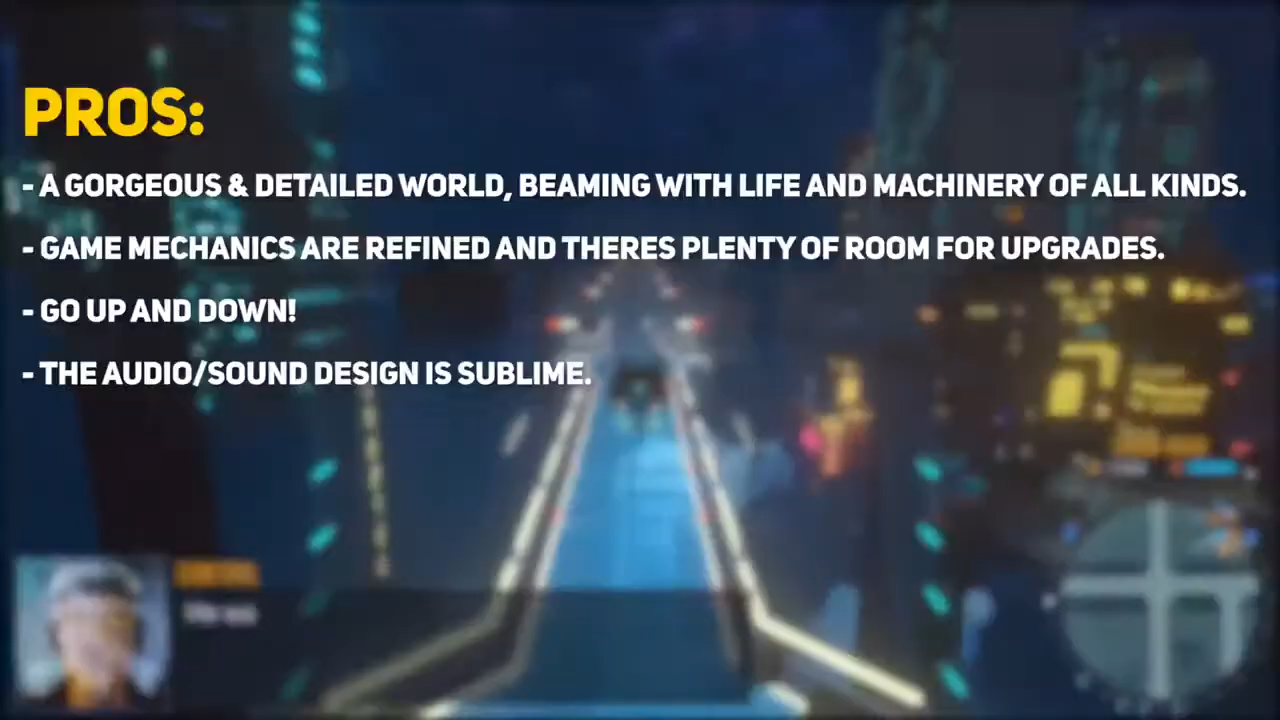 PROS:
- A GORGEOUS & DETAILED WORLD, BEAMING WITH LIFE AND MACHINERY OF ALL KINDS.
- GAME MECHANICS ARE REFINED AND THERES PLENTY OF ROOM FOR UPGRADES.
- GO UP AND DOWN!
- THE AUDIO/SOUND DESIGN IS SUBLIME.